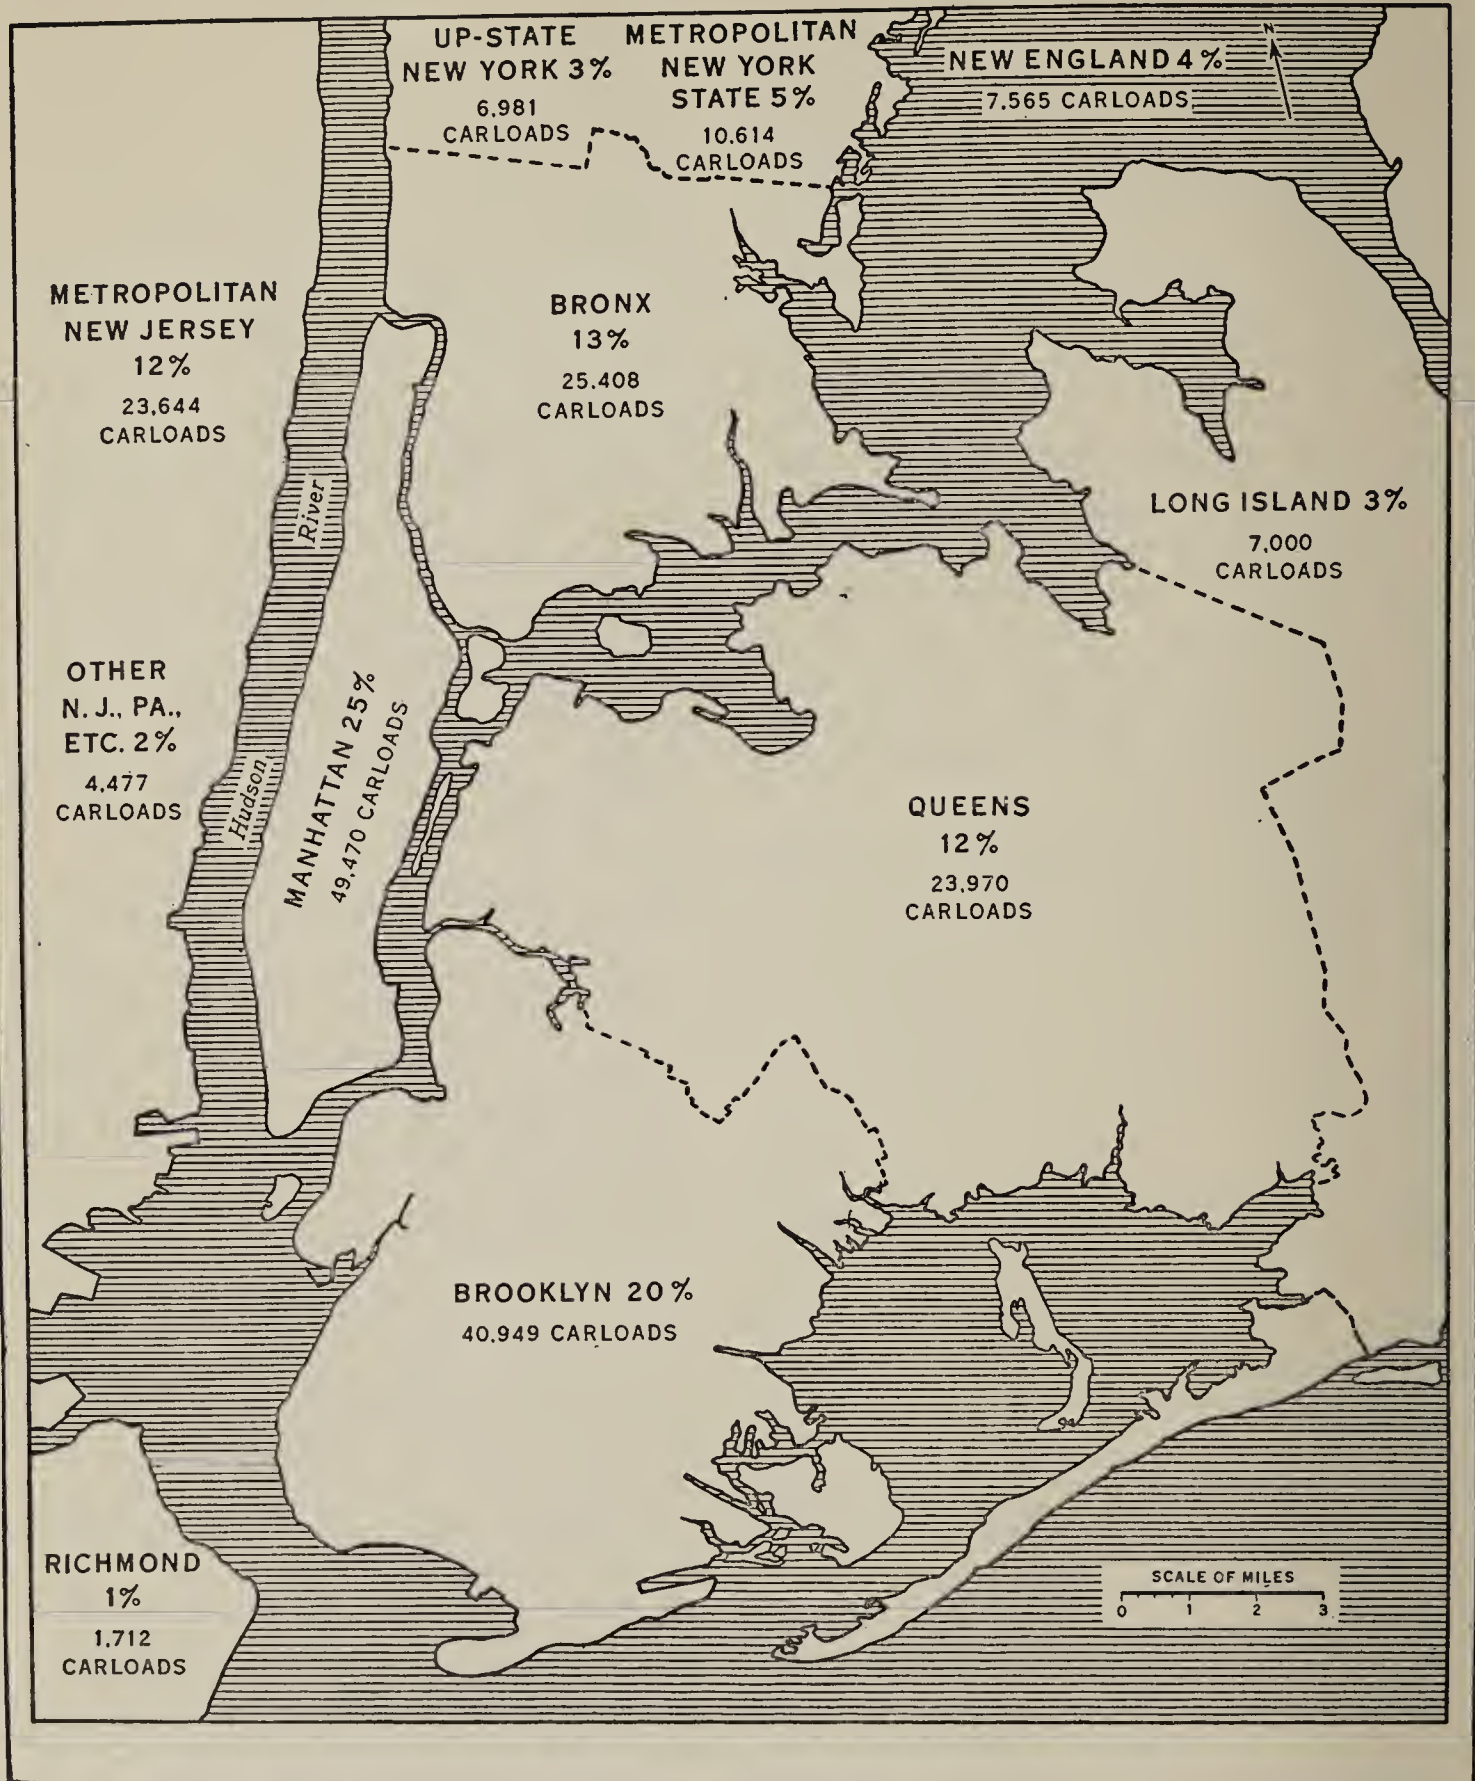 UP-STATE
NEW YORK 3%
6,981
CARLOADS
METROPOLITAN
NEW YORK
STATE 5%
10,614
CARLOADS
NEW ENGLAND 4%
7,565 CARLOADS
N
METROPOLITAN
NEW JERSEY
12%
23,644
CARLOADS
BRONX
13%
25,408
CARLOADS
River
LONG ISLAND 3%
7,000
CARLOADS
OTHER
N. J., PA.,
ETC. 2%
4,477
CARLOADS
Hudson
MANHATTAN 25%
49,470 CARLOADS
QUEENS
12%
23,970
CARLOADS
BROOKLYN 20%
40,949 CARLOADS
RICHMOND
1%
1,712
CARLOADS
SCALE OF MILES
0 1 2 3